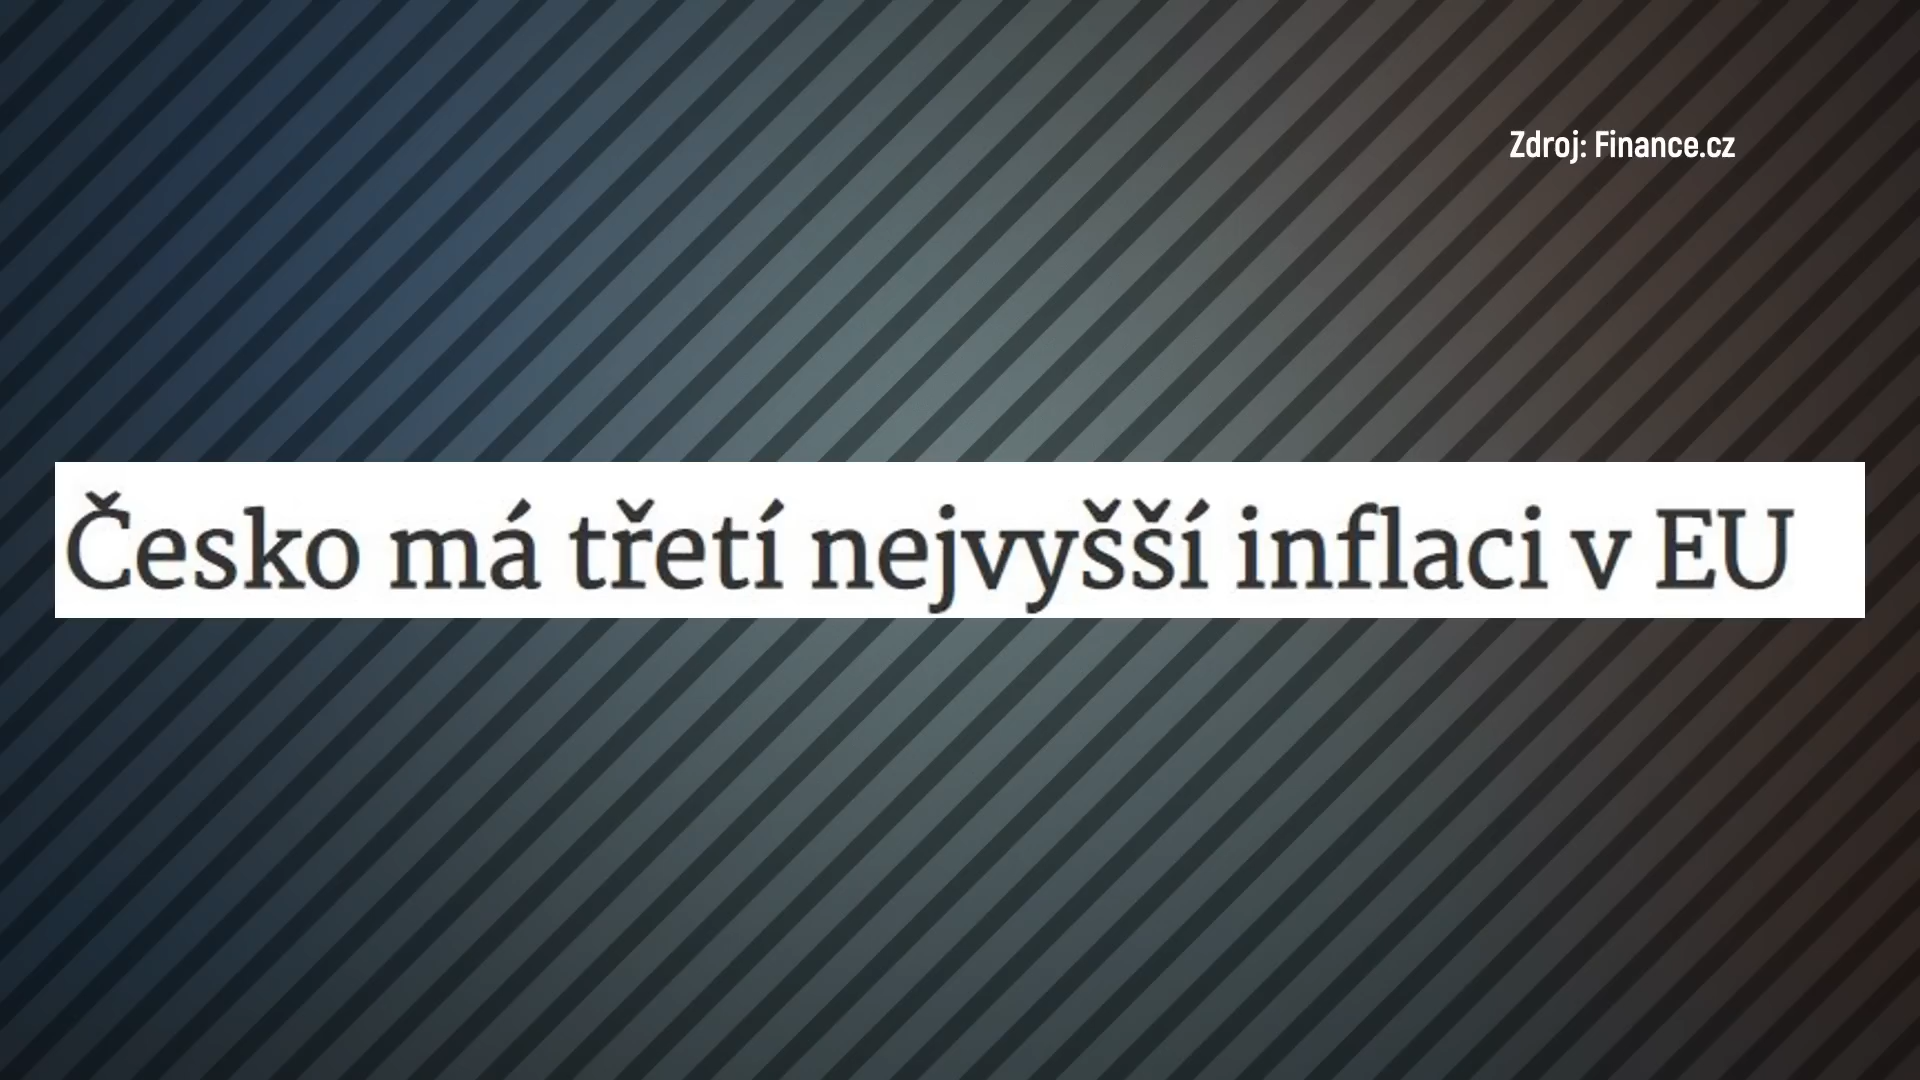 Zdroj: Finance.cz
Česko má třetí nejvyšší inflaci v EU